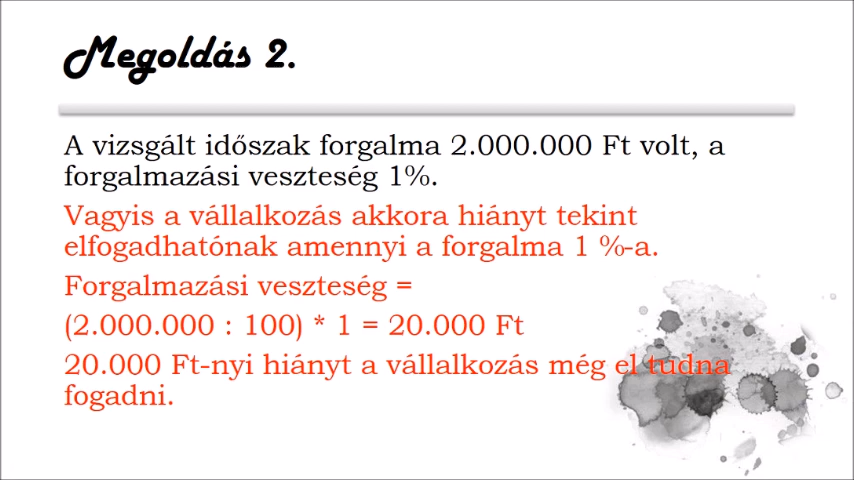 Megoldás 2.
A vizsgált időszak forgalma 2.000.000 Ft volt, a
forgalmazási veszteség 1%.
Vagyis a vállalkozás akkora hiányt tekint
elfogadhatónak amennyi a forgalma 1 %-a.
Forgalmazási veszteség =
(2.000.000 : 100) * 1 = 20.000 Ft
20.000 Ft-nyi hiányt a vállalkozás még el tudna
fogadni.